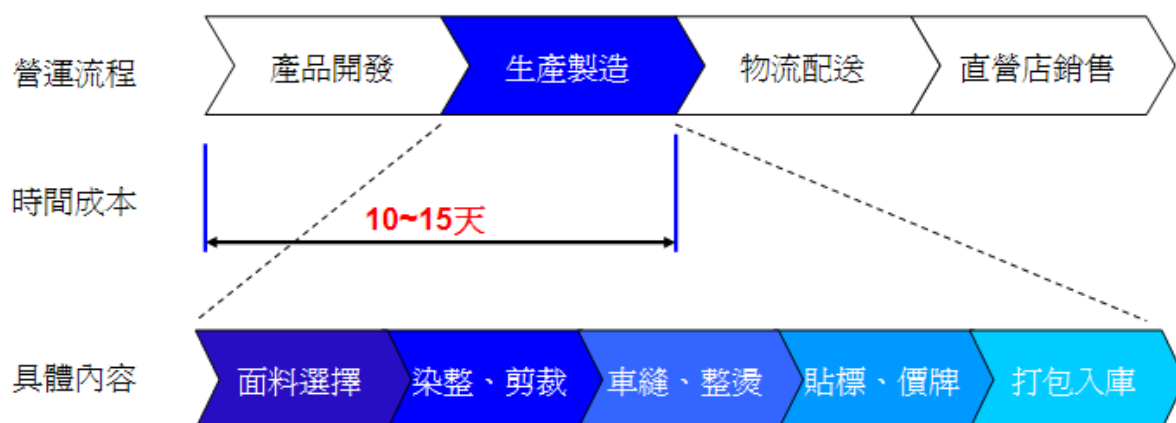 營運流程 產品開發 生產製造 物流配送 直營店銷售
時間成本 10~15天
具體內容 面料選擇 染整、剪裁 車縫、整燙 貼標、價牌 打包入庫